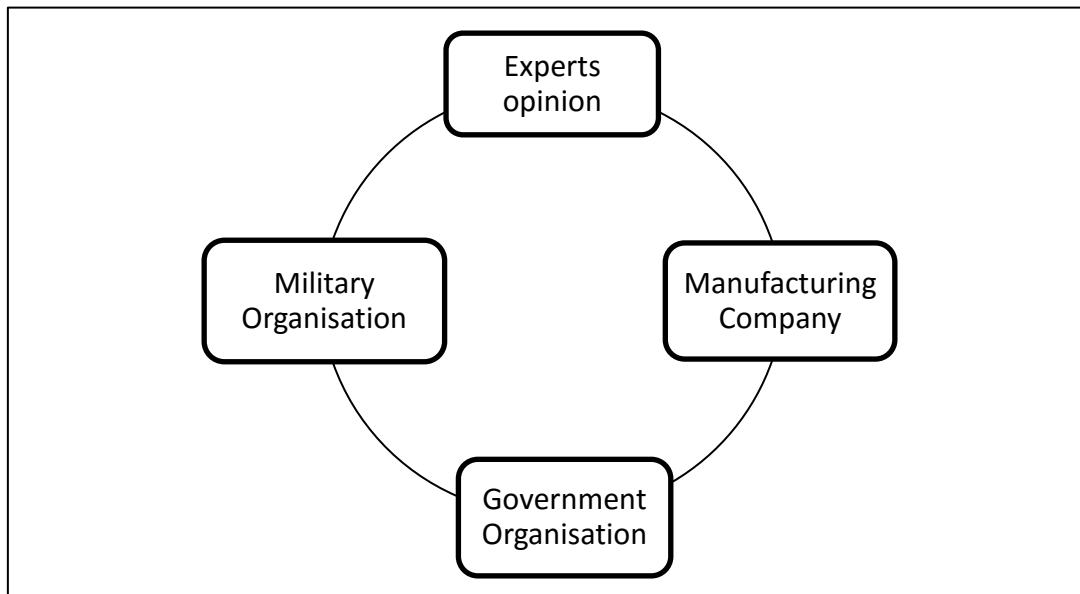 Experts
opinion
Military
Organisation
Manufacturing
Company
Government
Organisation